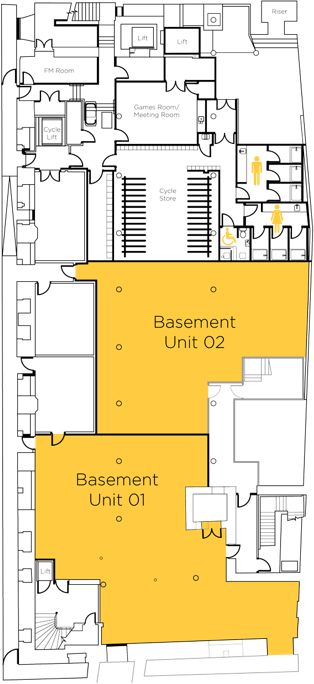 Riser
Lift
Lift
FM Room
Games Room/
Meeting Room
Cycle
Lift
Cycle
Store
Basement
Unit 02
Basement
Unit 01
Lift